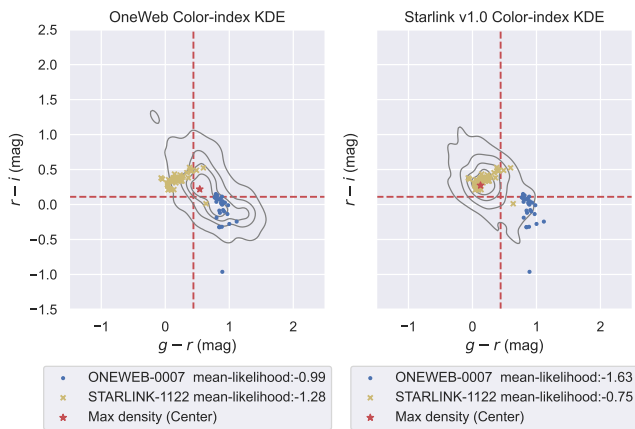 OneWeb Color-index KDE
Starlink v1.0 Color-index KDE
2.5
2.0
1.5
1.0
0.5
0.0
−0.5
−1.0
−1.5
r − i (mag)
r − i (mag)
−1 0 1 2
−1 0 1 2
g − r (mag)
g − r (mag)
ONEWEB-0007 mean-likelihood:-0.99
STARLINK-1122 mean-likelihood:-1.28
Max density (Center)
ONEWEB-0007 mean-likelihood:-1.63
STARLINK-1122 mean-likelihood:-0.75
Max density (Center)